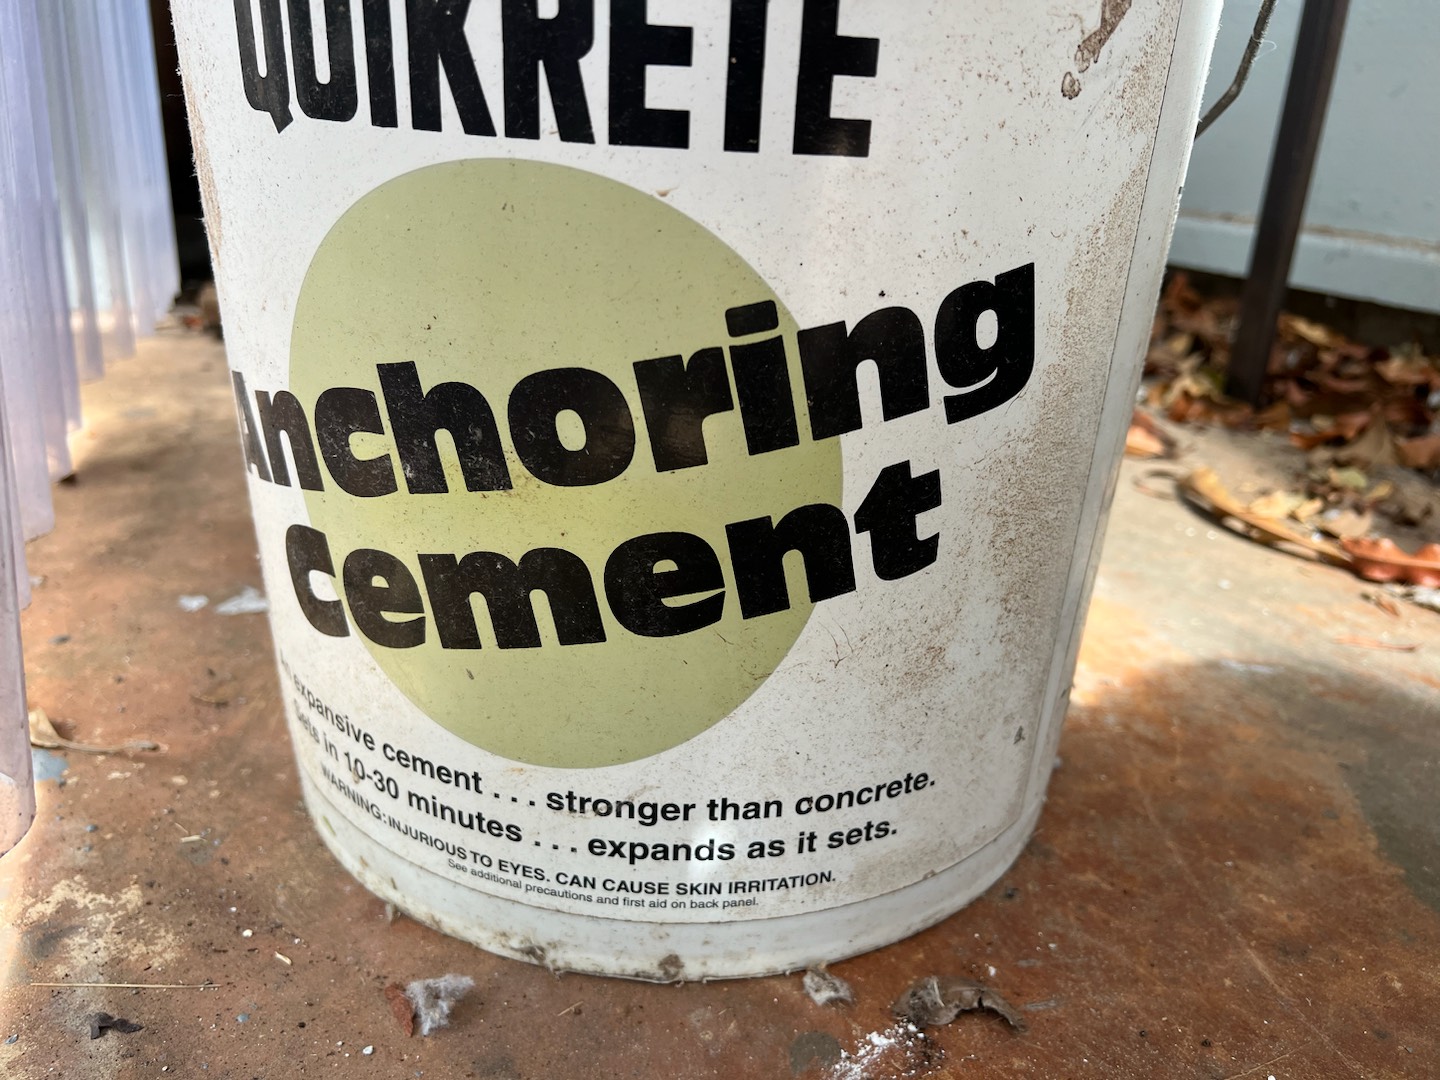 QUIKRETE
Anchoring
cement
expansive cement . . . stronger than concrete.
Sets in 10-30 minutes . . . expands as it sets.
WARNING: INJURIOUS TO EYES. CAN CAUSE SKIN IRRITATION.
See additional precautions and first aid on back panel.